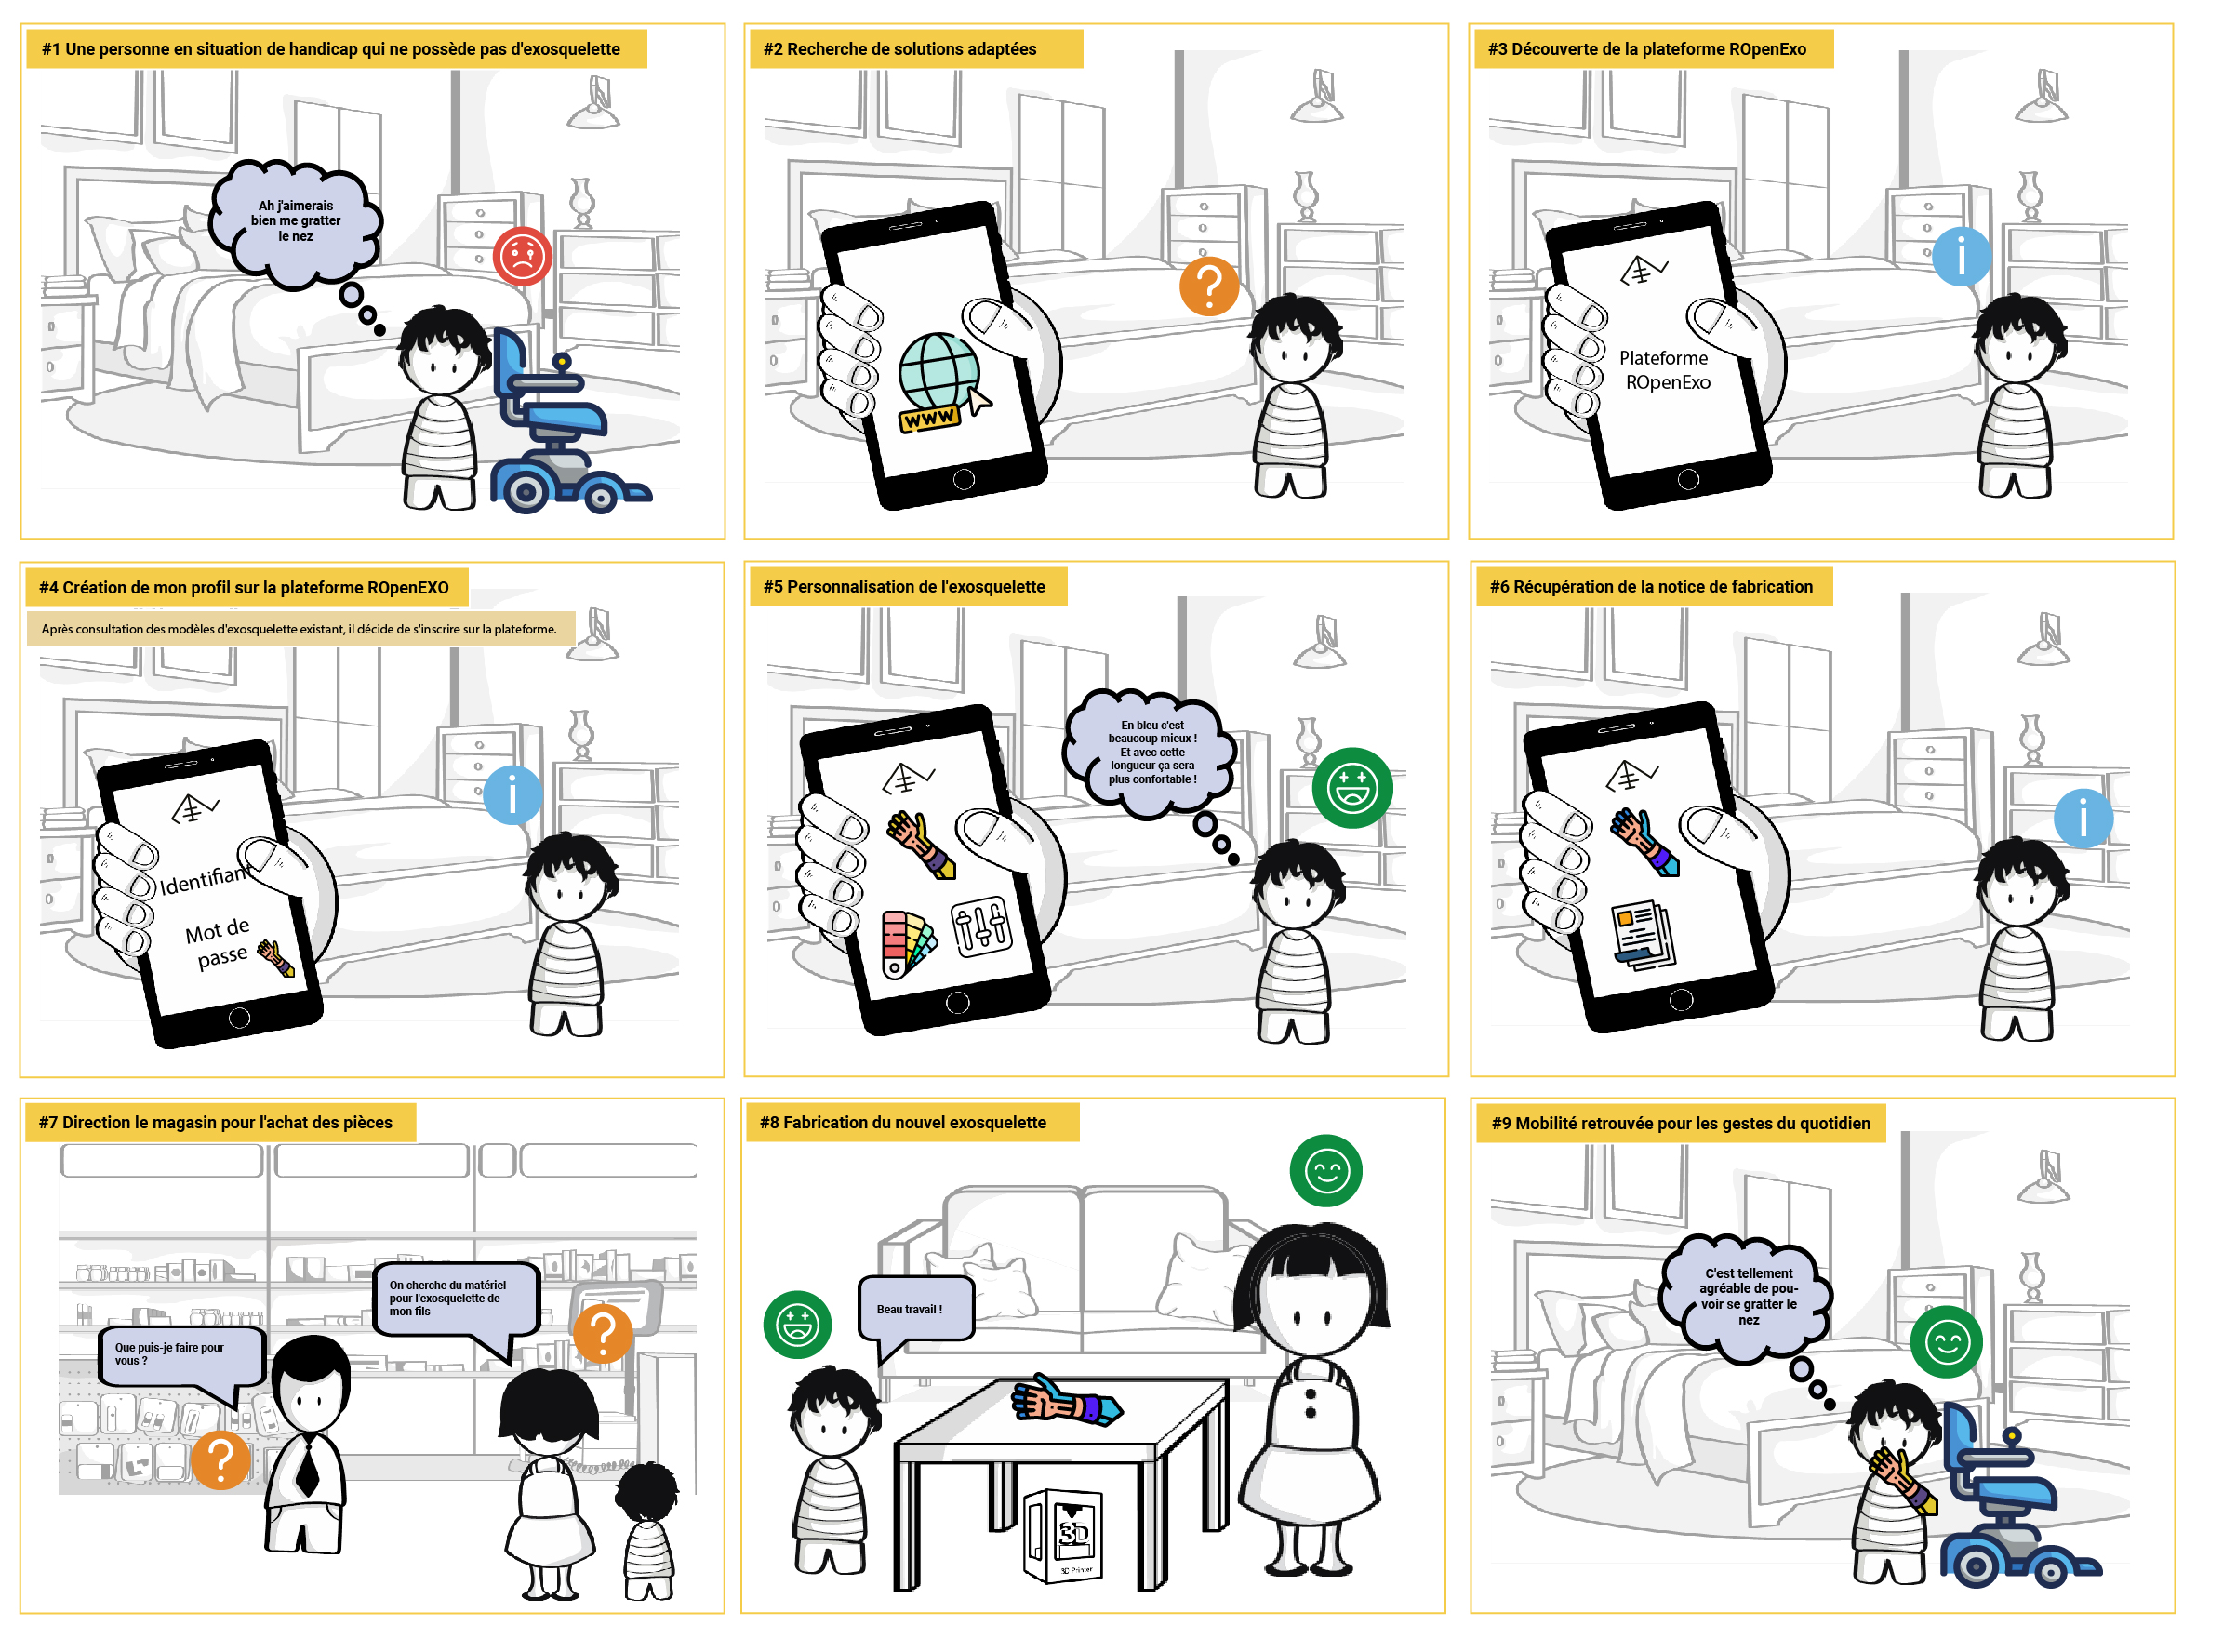 #1 Une personne en situation de handicap qui ne possède pas d'exosquelette
Ah j'aimerais
bien me gratter
le nez
#2 Recherche de solutions adaptées
WWW
#3 Découverte de la plateforme ROpenExo
Plateforme
ROpenExo
#4 Création de mon profil sur la plateforme ROpenEXO
Après consultation des modèles d'exosquelette existant, il décide de s'inscrire sur la plateforme.
Identifiant
Mot de
passe
#5 Personnalisation de l'exosquelette
En bleu c'est
beaucoup mieux !
Et avec cette
longueur ça sera
plus confortable !
#6 Récupération de la notice de fabrication
#7 Direction le magasin pour l'achat des pièces
On cherche du matériel
pour l'exosquelette de
mon fils
Que puis-je faire pour
vous ?
#8 Fabrication du nouvel exosquelette
Beau travail !
3D
3D Printer
#9 Mobilité retrouvée pour les gestes du quotidien
C'est tellement
agréable de pou-
voir se gratter le
nez